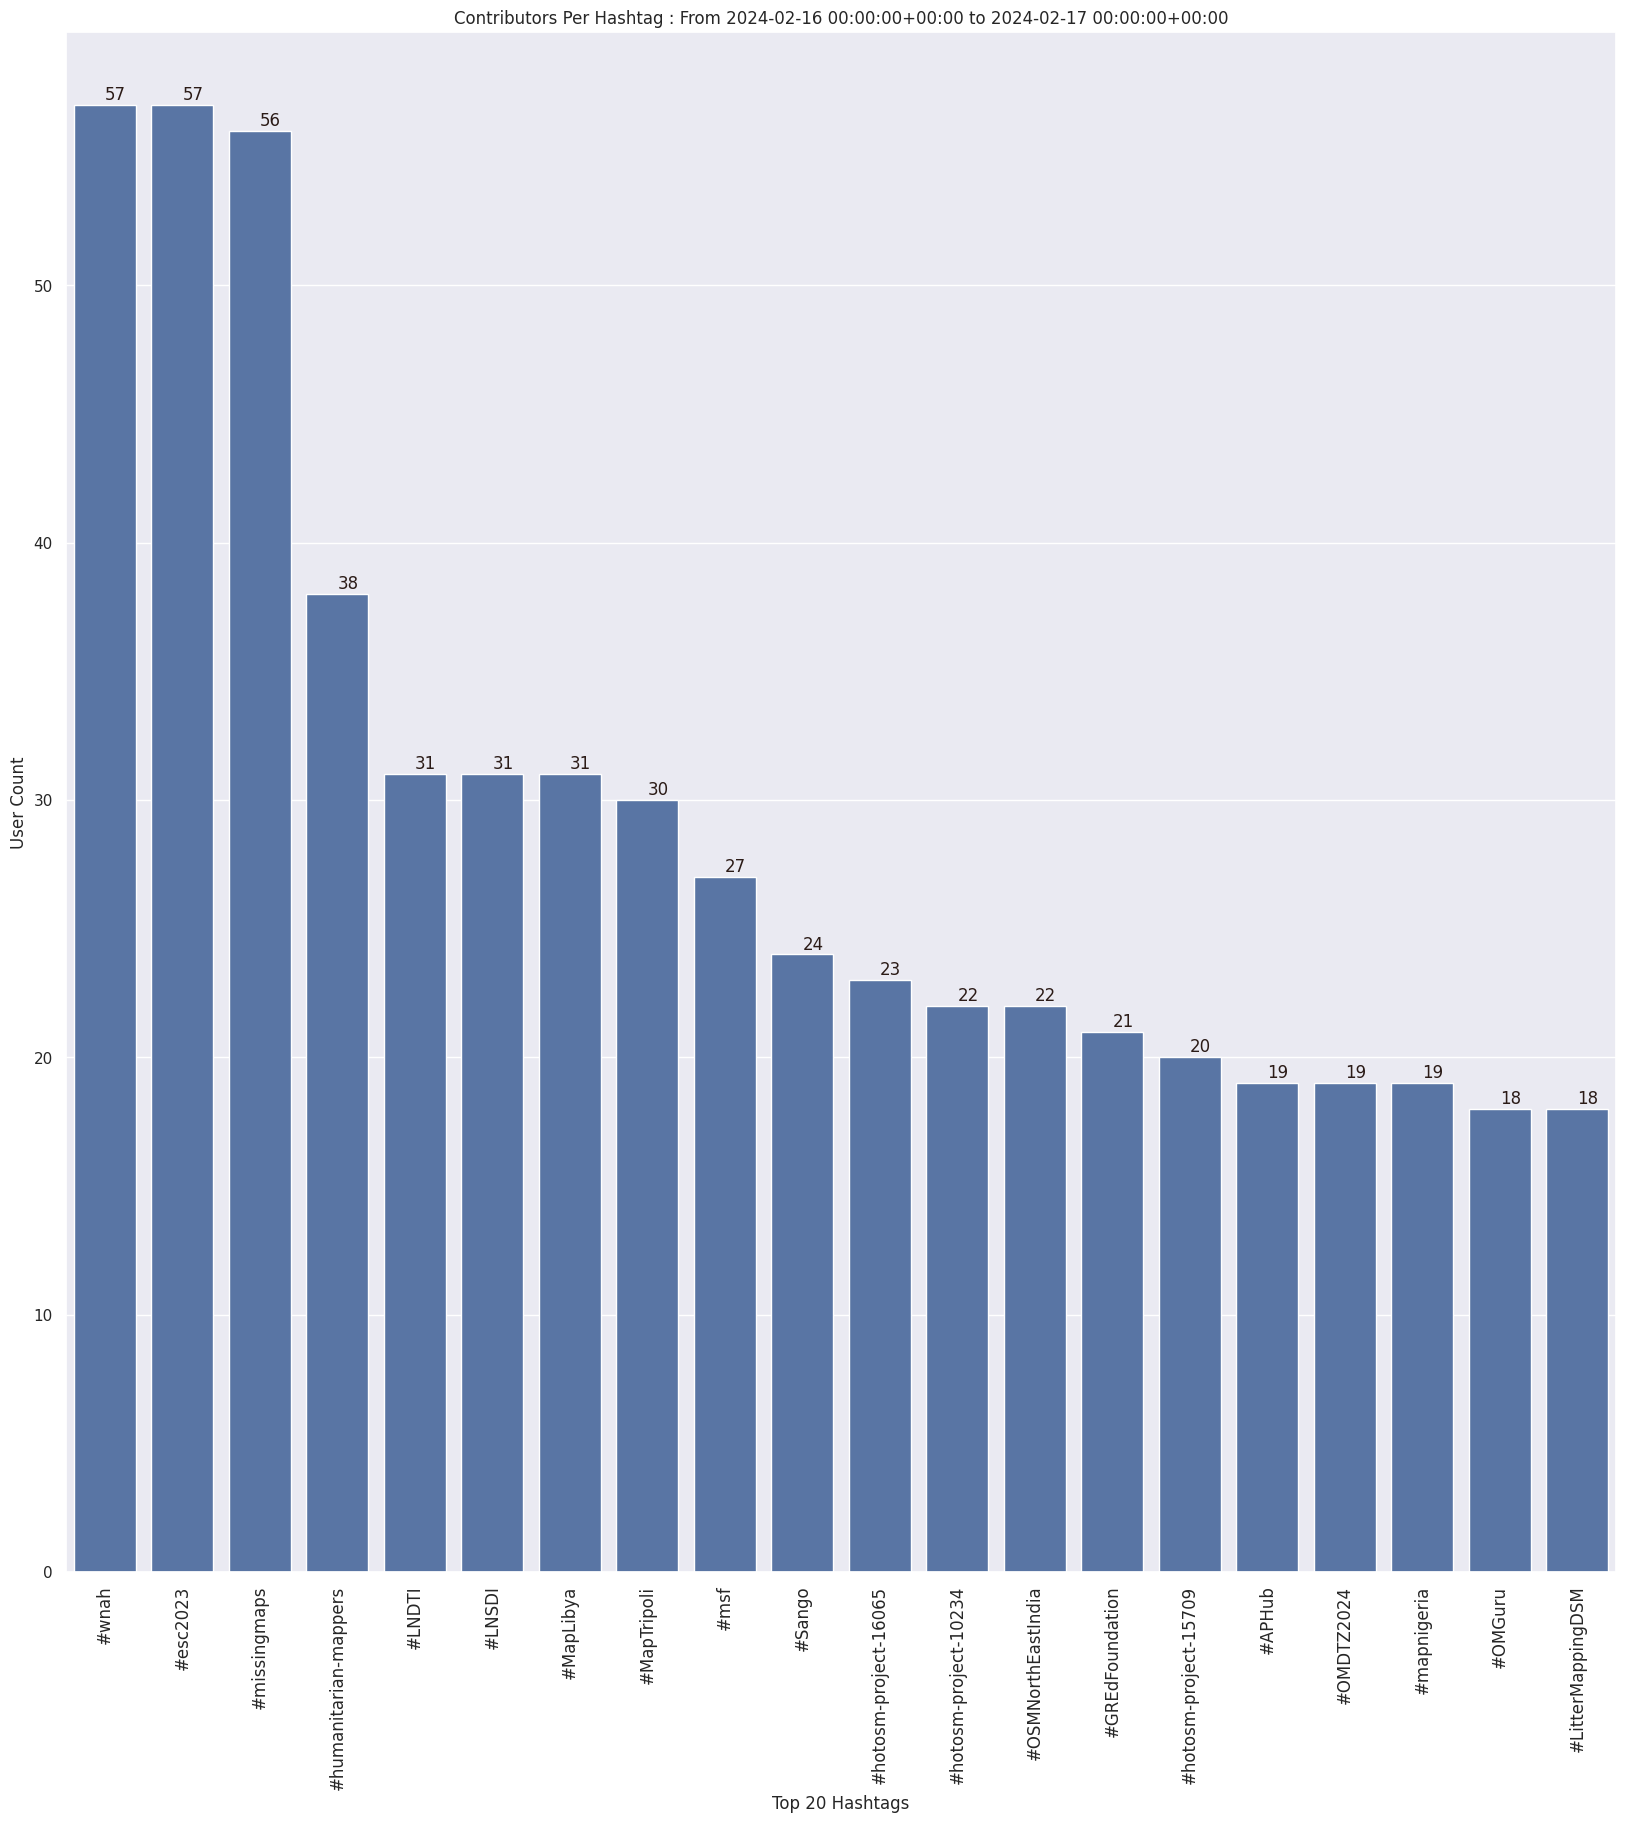 Contributors Per Hashtag : From 2024-02-16 00:00:00+00:00 to 2024-02-17 00:00:00+00:00
57
57
56
38
31
31
31
30
27
24
23
22
22
21
20
19
19
19
18
18
50
40
30
20
10
0
User Count
#wnah
#esc2023
#missingmaps
#humanitarian-mappers
#LNDTI
#LNSDI
#MapLibya
#MapTripoli
#msf
#Sango
#hotosm-project-16065
#hotosm-project-10234
#OSMNorthEastIndia
#GREdFoundation
#hotosm-project-15709
#APHub
#OMDTZ2024
#mapnigeria
#OMGuru
#LitterMappingDSM
Top 20 Hashtags